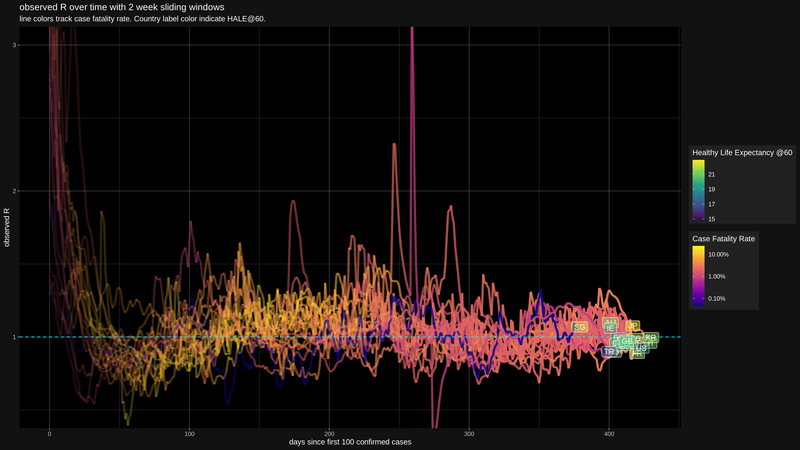 observed R over time with 2 week sliding windows
line colors track case fatality rate. Country label color indicate HALE@60.
3
2
1
observed R
0
100
200
300
400
days since first 100 confirmed cases
SG
AU
IE
JP
KR
GB
US
TR
FR
Healthy Life Expectancy @60
21
19
17
15
Case Fatality Rate
10.00%
1.00%
0.10%